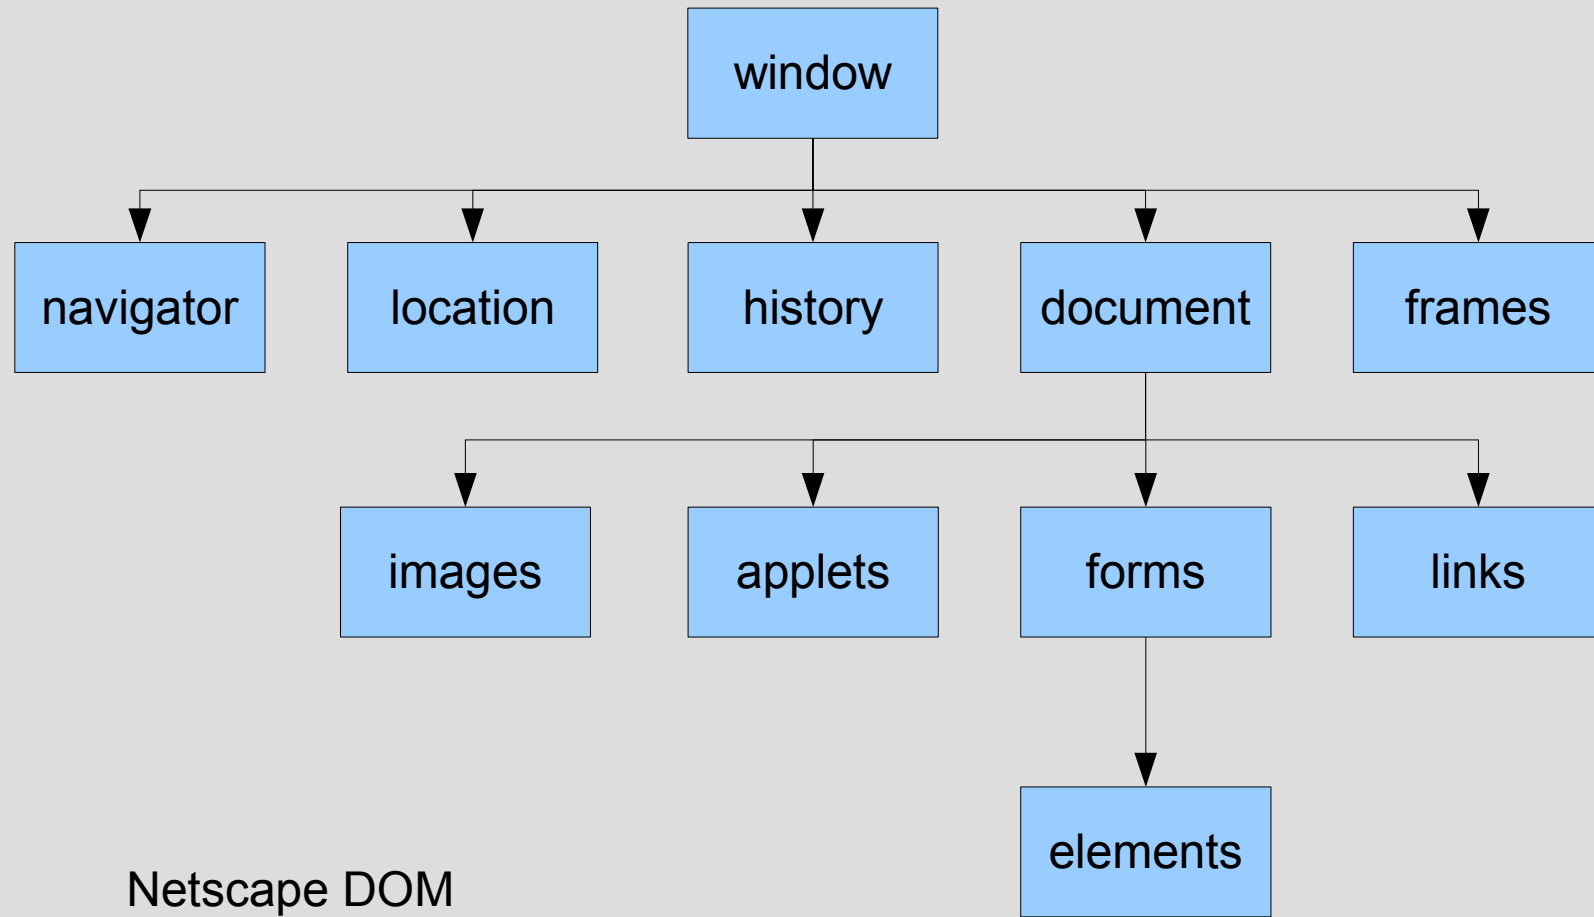 window
navigator
location
history
document
frames
images
applets
forms
links
elements
Netscape DOM